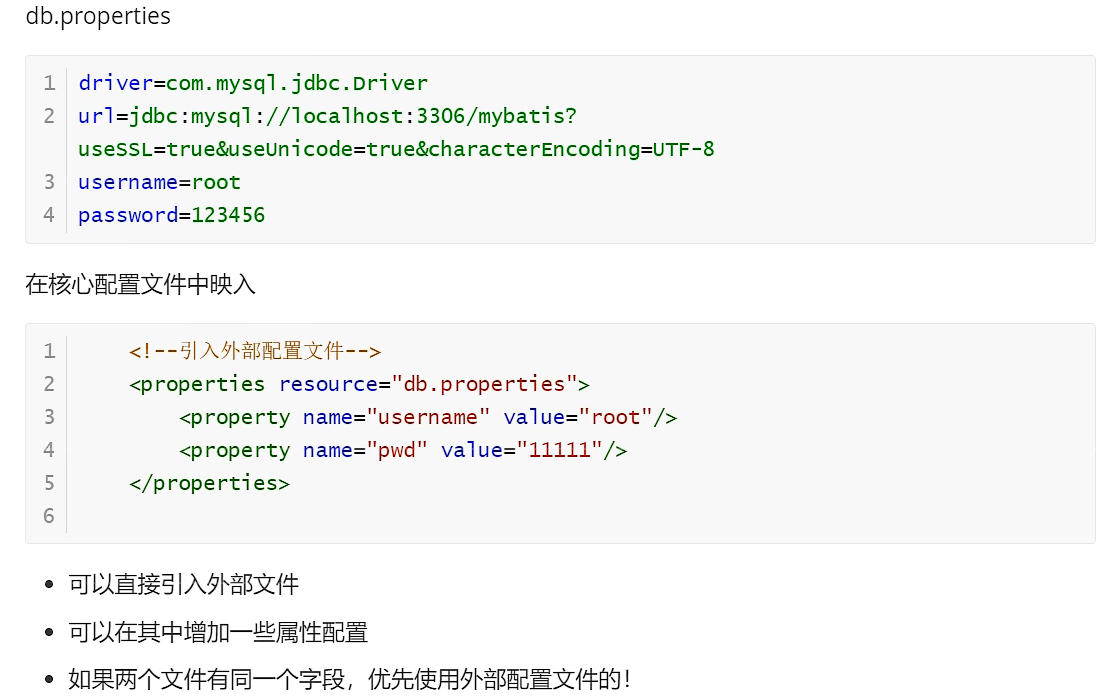 db.properties
1 driver=com.mysql.jdbc.Driver
2 url=jdbc:mysql://localhost:3306/mybatis?
useSSL=true&useUnicode=true&characterEncoding=UTF-8
3 username=root
4 password=123456
在核心配置文件中映入
1 <!--引入外部配置文件-->
2 <properties resource="db.properties">
3 <property name="username" value="root"/>
4 <property name="pwd" value="11111"/>
5 </properties>
6
• 可以直接引入外部文件
• 可以在其中增加一些属性配置
• 如果两个文件有同一个字段，优先使用外部配置文件的！